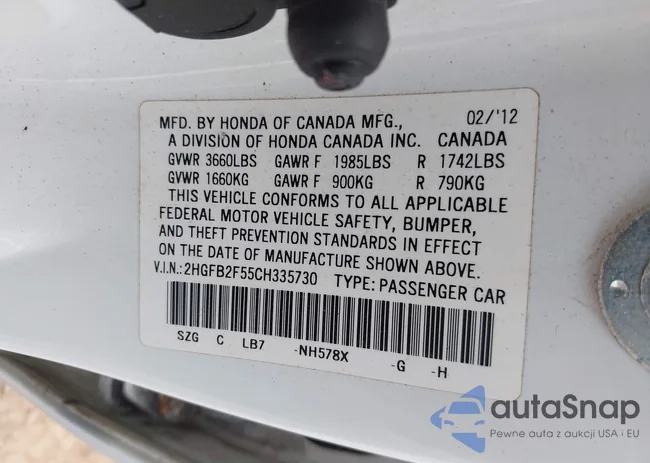 MFD. BY HONDA OF CANADA MFG., 02/'12
A DIVISION OF HONDA CANADA INC. CANADA
GVWR 3660LBS GAWR F 1985LBS R 1742LBS
GVWR 1660KG GAWR F 900KG R 790KG
THIS VEHICLE CONFORMS TO ALL APPLICABLE
FEDERAL MOTOR VEHICLE SAFETY, BUMPER,
AND THEFT PREVENTION STANDARDS IN EFFECT
ON THE DATE OF MANUFACTURE SHOWN ABOVE.
V.I.N.:2HGFB2F55CH335730 TYPE: PASSENGER CAR
SZG C LB7 -NH578X -G -H
autaSnap
Pewne auta z aukcji USA i EU